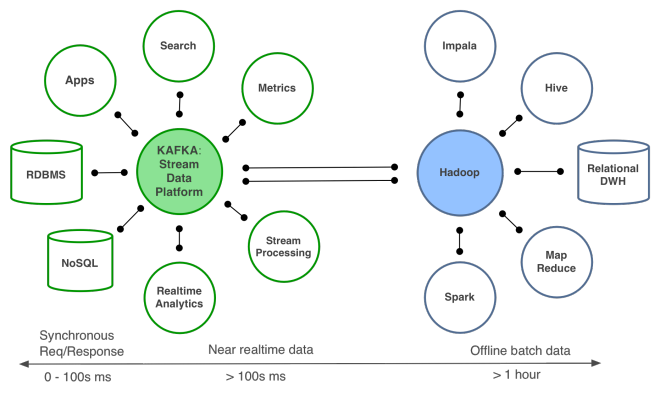 Search
Impala
Apps
Metrics
Hive
KAFKA:
Stream
Data
Platform
RDBMS
Hadoop
Relational
DWH
NoSQL
Stream
Processing
Realtime
Analytics
Map
Reduce
Spark
Synchronous
Req/Response
Near realtime data
Offline batch data
0 - 100s ms
> 100s ms
> 1 hour